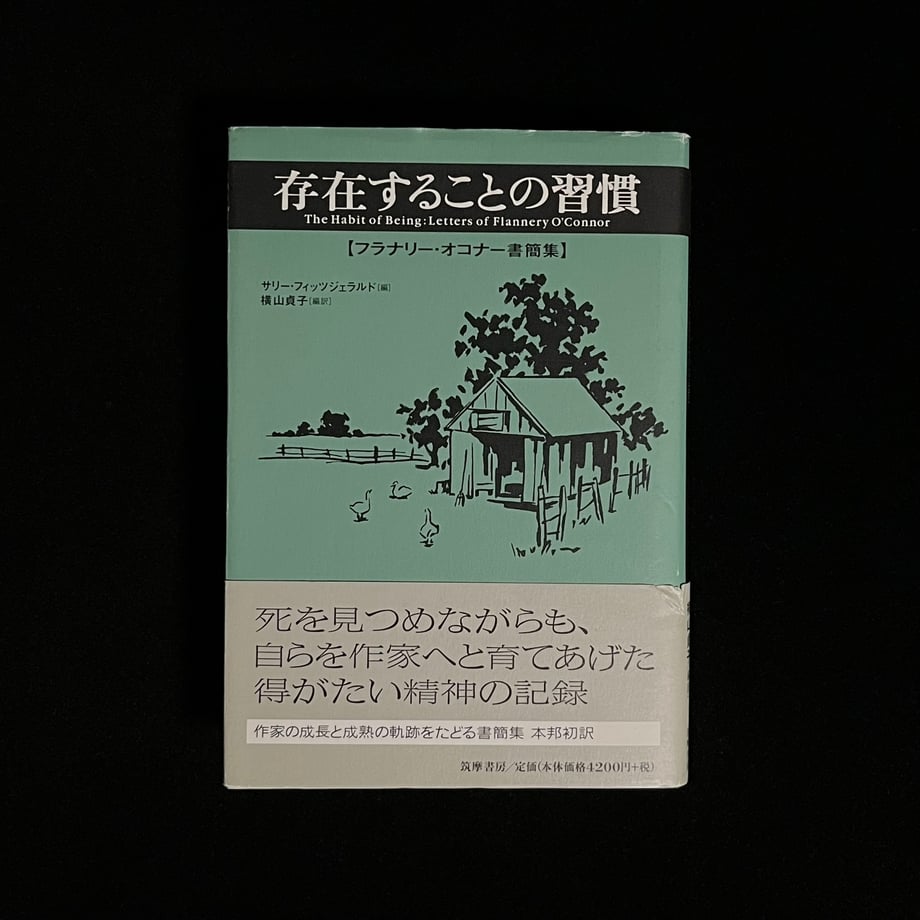 存在することの習慣
The Habit of Being: Letters of Flannery O'Connor
【フラナリー・オコナー書簡集】
サリー・フィッツジェラルド[編]
横山貞子[編訳]
死を見つめながらも、
自らを作家へと育てあげた
得がたい精神の記録
作家の成長と成熟の軌跡をたどる書簡集 本邦初訳
筑摩書房/定価(本体価格4200円+税)